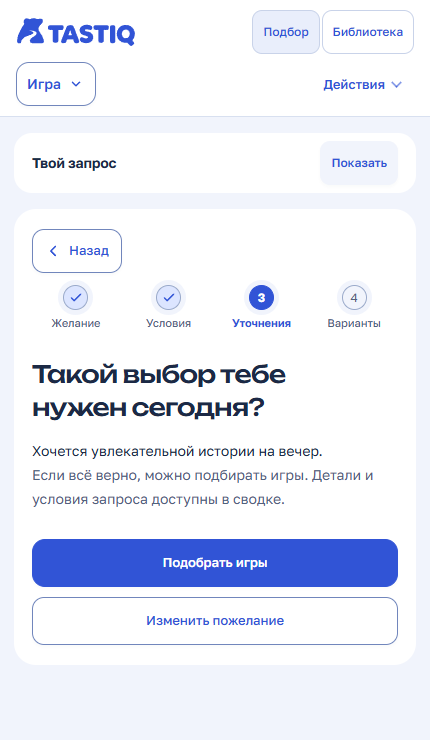 TASTIQ
Подбор
Библиотека
Игра
Действия
Твой запрос
Показать
Назад
3
4
Желание
Условия
Уточнения
Варианты
Такой выбор тебе
нужен сегодня?
Хочется увлекательной истории на вечер.
Если всё верно, можно подбирать игры. Детали и
условия запроса доступны в сводке.
Подобрать игры
Изменить пожелание